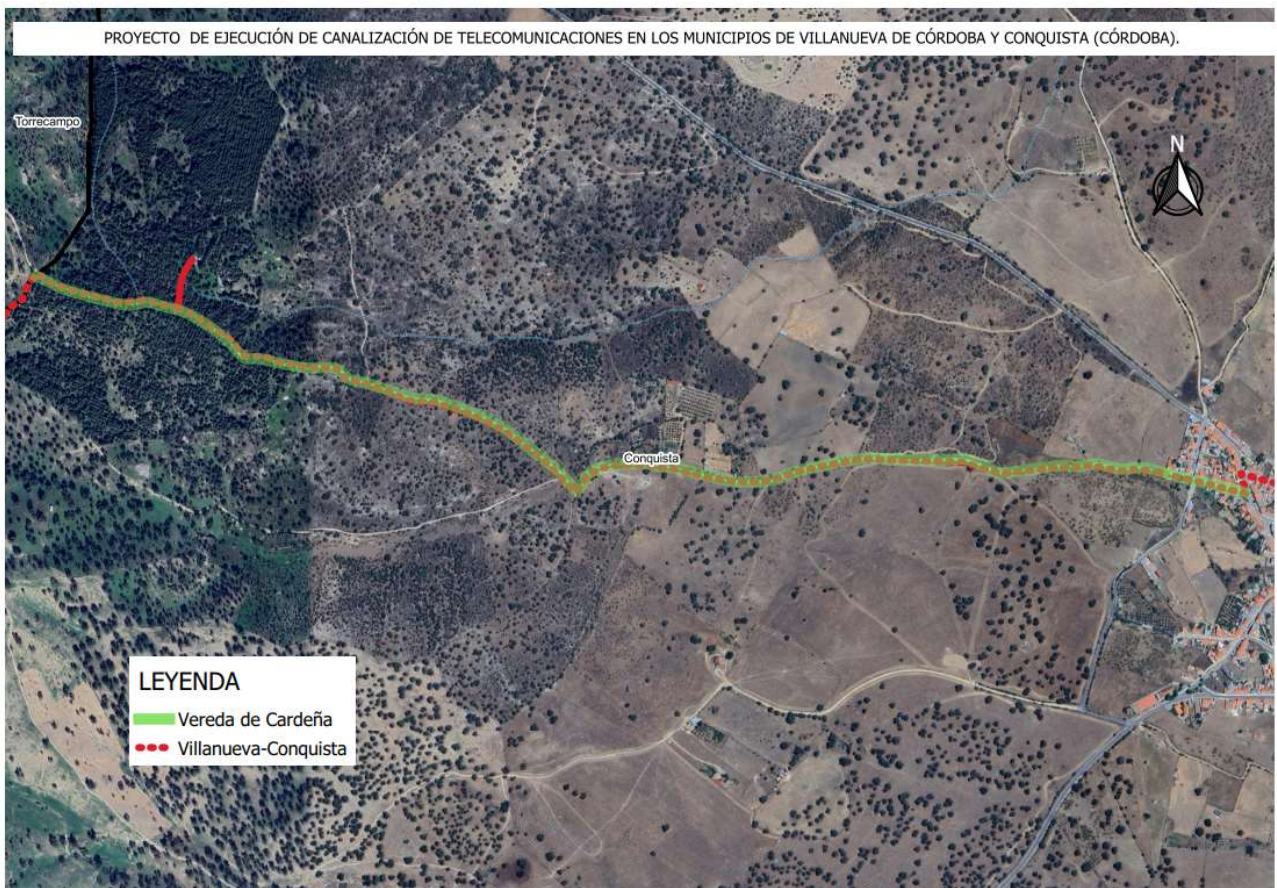 PROYECTO DE EJECUCIÓN DE CANALIZACIÓN DE TELECOMUNICACIONES EN LOS MUNICIPIOS DE VILLANUEVA DE CÓRDOBA Y CONQUISTA (CÓRDOBA).
Torrecampo
N
Conquista
LEYENDA
Vereda de Cardeña
Villanueva-Conquista